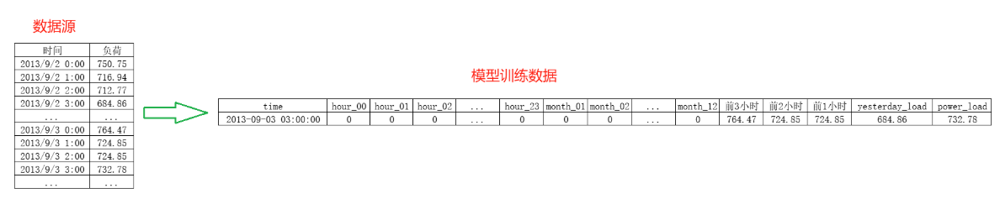 数据源
时间 负荷
2013/9/2 0:00 750.75
2013/9/2 1:00 716.94
2013/9/2 2:00 712.77
2013/9/2 3:00 684.86
... ...
2013/9/3 0:00 764.47
2013/9/3 1:00 724.85
2013/9/3 2:00 724.85
2013/9/3 3:00 732.78
... ...
模型训练数据
time hour_00 hour_01 hour_02 ... hour_23 month_01 month_02 ... month_12 前3小时 前2小时 前1小时 yesterday_load power_load
2013-09-03 03:00:00 0 0 0 ... 0 0 0 ... 0 764.47 724.85 724.85 684.86 732.78